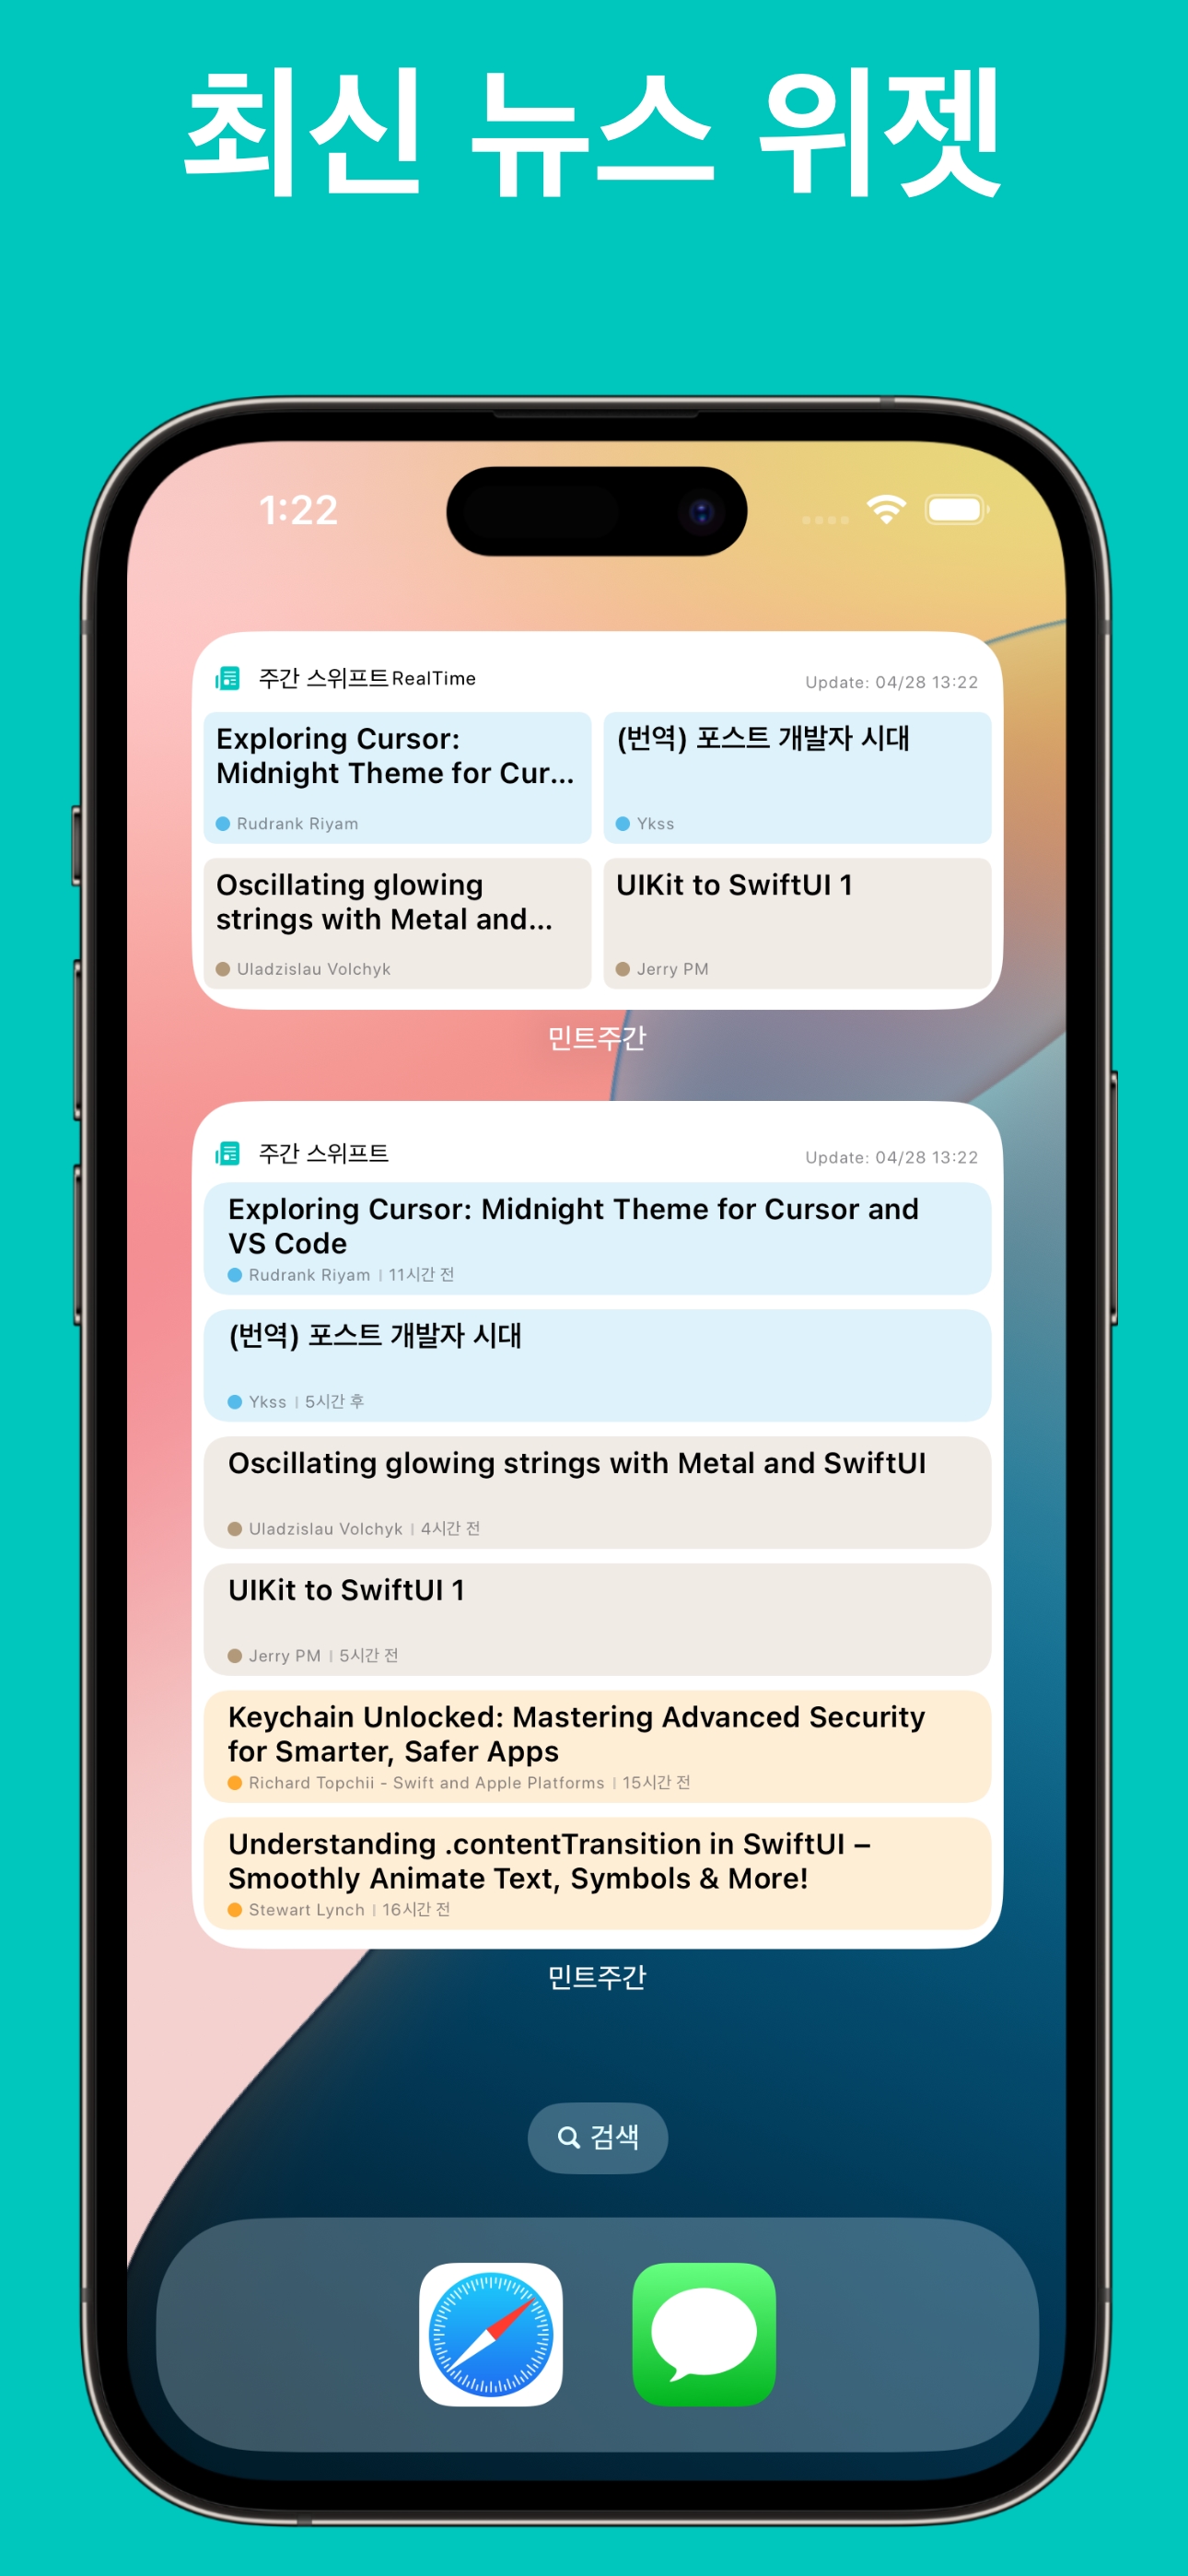 최신 뉴스 위젯
1:22
주간 스위프트RealTime
Update: 04/28 13:22
Exploring Cursor:
Midnight Theme for Cur...
Rudrank Riyam
(번역) 포스트 개발자 시대
Ykss
Oscillating glowing
strings with Metal and...
Uladzislau Volchyk
UIKit to SwiftUI 1
Jerry PM
민트주간
주간 스위프트
Update: 04/28 13:22
Exploring Cursor: Midnight Theme for Cursor and
VS Code
Rudrank Riyam | 11시간 전
(번역) 포스트 개발자 시대
Ykss | 5시간 후
Oscillating glowing strings with Metal and SwiftUI
Uladzislau Volchyk | 4시간 전
UIKit to SwiftUI 1
Jerry PM | 5시간 전
Keychain Unlocked: Mastering Advanced Security
for Smarter, Safer Apps
Richard Topchii - Swift and Apple Platforms | 15시간 전
Understanding .contentTransition in SwiftUI –
Smoothly Animate Text, Symbols & More!
Stewart Lynch | 16시간 전
민트주간
검색